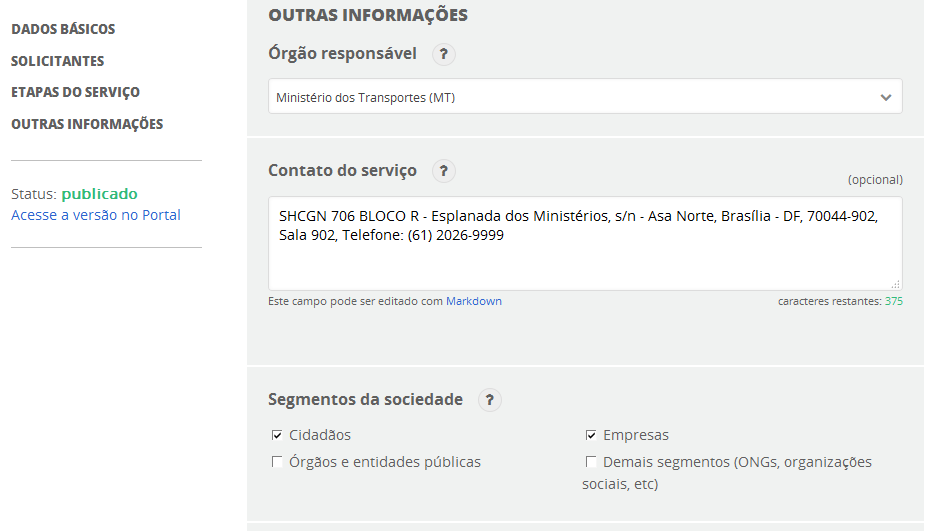 DADOS BÁSICOS
SOLICITANTES
ETAPAS DO SERVIÇO
OUTRAS INFORMAÇÕES
Status: publicado
Acesse a versão no Portal
OUTRAS INFORMAÇÕES
Órgão responsável ?
Ministério dos Transportes (MT)
Contato do serviço ?
(opcional)
SHCGN 706 BLOCO R - Esplanada dos Ministérios, s/n - Asa Norte, Brasília - DF, 70044-902,
Sala 902, Telefone: (61) 2026-9999
Este campo pode ser editado com Markdown
caracteres restantes: 375
Segmentos da sociedade ?
Cidadãos
Empresas
Órgãos e entidades públicas
Demais segmentos (ONGs, organizações
sociais, etc)